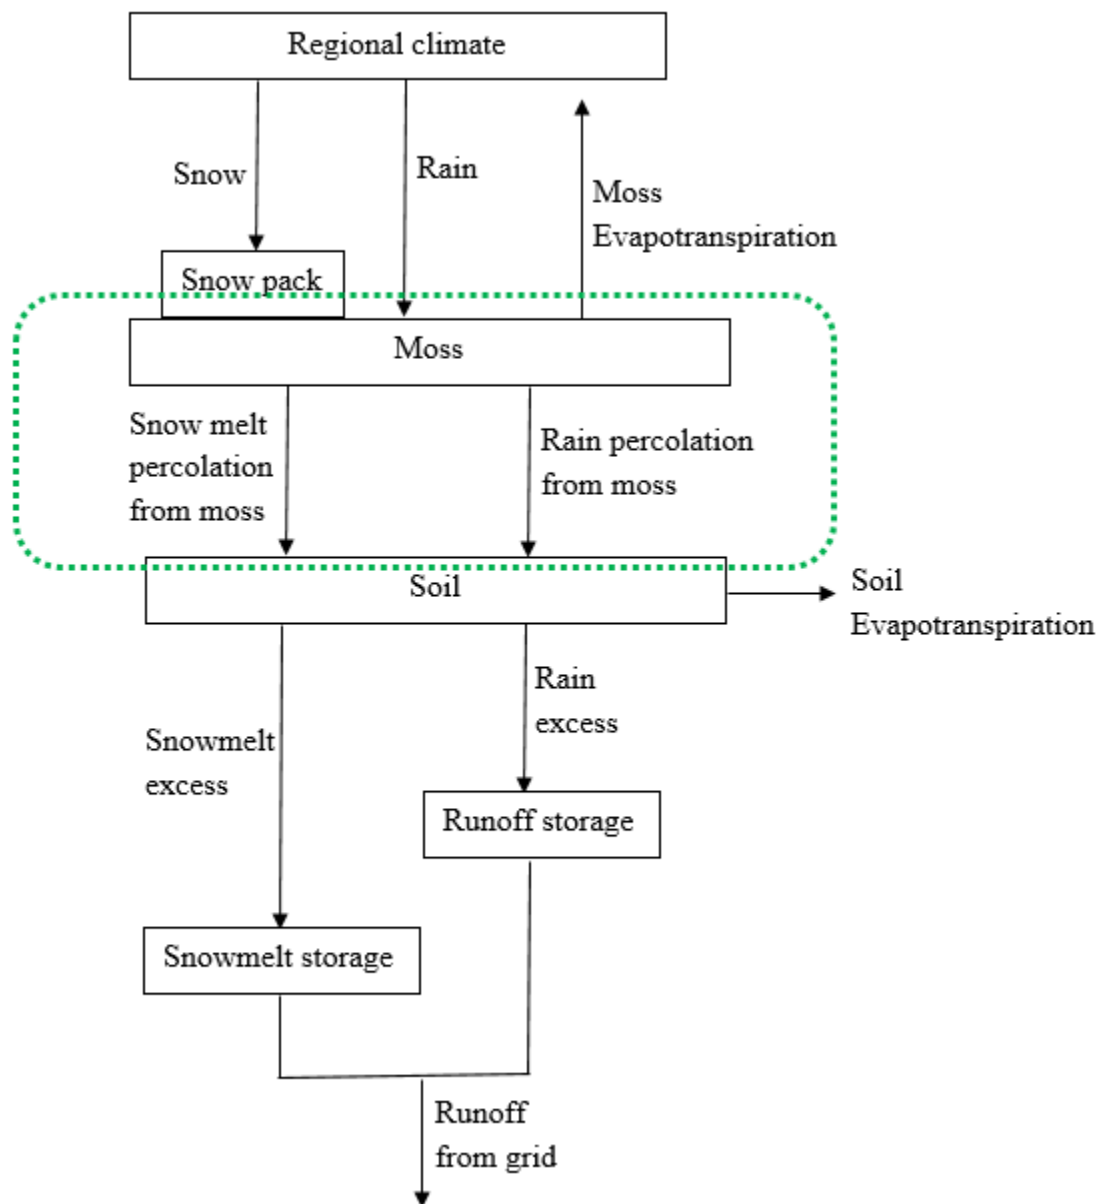 Regional climate
Snow
Rain
Moss
Evapotranspiration
Snow pack
Moss
Snow melt
percolation
from moss
Rain percolation
from moss
Soil
Soil
Evapotranspiration
Rain
excess
Snowmelt
excess
Runoff storage
Snowmelt storage
Runoff
from grid